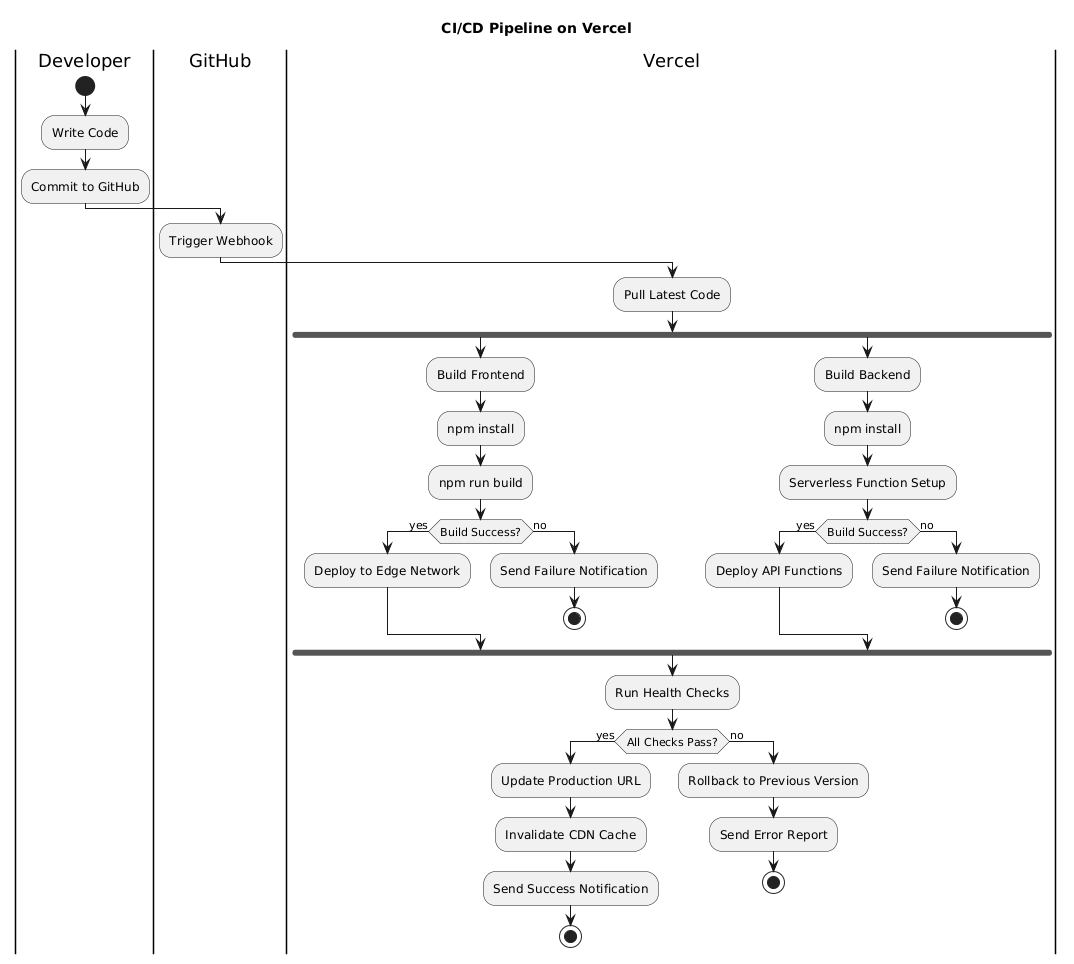 CI/CD Pipeline on Vercel
Developer
GitHub
Vercel
Write Code
Commit to GitHub
Trigger Webhook
Pull Latest Code
Build Frontend
npm install
npm run build
Build Success?
yes
no
Deploy to Edge Network
Send Failure Notification
Build Backend
npm install
Serverless Function Setup
Build Success?
yes
no
Deploy API Functions
Send Failure Notification
Run Health Checks
All Checks Pass?
yes
no
Update Production URL
Invalidate CDN Cache
Send Success Notification
Rollback to Previous Version
Send Error Report